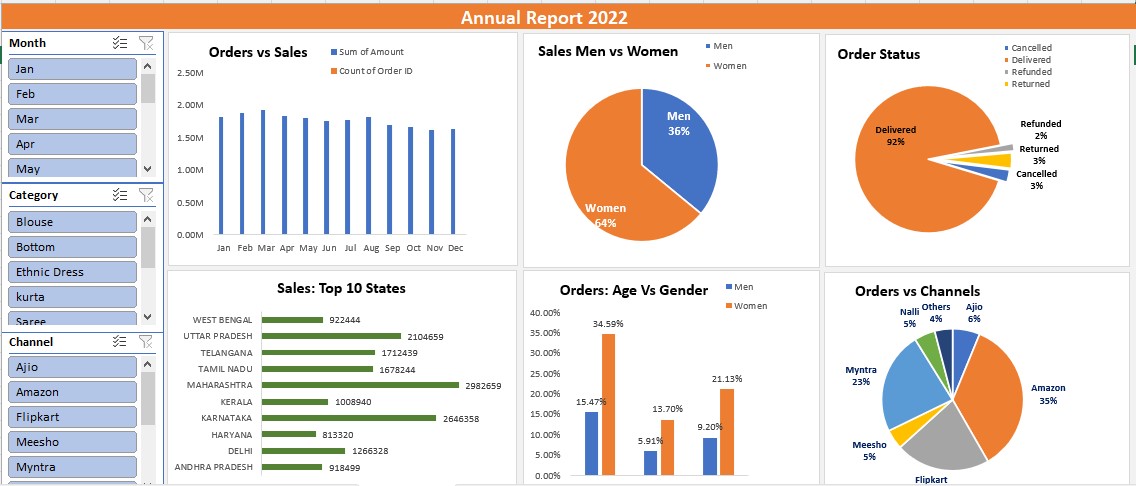 Annual Report 2022
Month
Jan
Feb
Mar
Apr
May
Category
Blouse
Bottom
Ethnic Dress
kurta
Saree
Channel
Ajio
Amazon
Flipkart
Meesho
Myntra
Orders vs Sales
Sum of Amount
Count of Order ID
2.50M
2.00M
1.50M
1.00M
0.50M
0.00M
Jan Feb Mar Apr May Jun Jul Aug Sep Oct Nov Dec
Sales Men vs Women
Men
Women
Men
36%
Women
64%
Order Status
Cancelled
Delivered
Refunded
Returned
Delivered
92%
Refunded
2%
Returned
3%
Cancelled
3%
Sales: Top 10 States
WEST BENGAL 922444
UTTAR PRADESH 2104659
TELANGANA 1712439
TAMIL NADU 1678244
MAHARASHTRA 2982659
KERALA 1008940
KARNATAKA 2646358
HARYANA 813320
DELHI 1266328
ANDHRA PRADESH 918499
Orders: Age Vs Gender
Men
Women
40.00%
35.00%
30.00%
25.00%
20.00%
15.00%
10.00%
5.00%
0.00%
34.59%
15.47%
13.70%
5.91%
21.13%
9.20%
Orders vs Channels
Nalli
5%
Others
4%
Ajio
6%
Myntra
23%
Amazon
35%
Meesho
5%
Flipkart